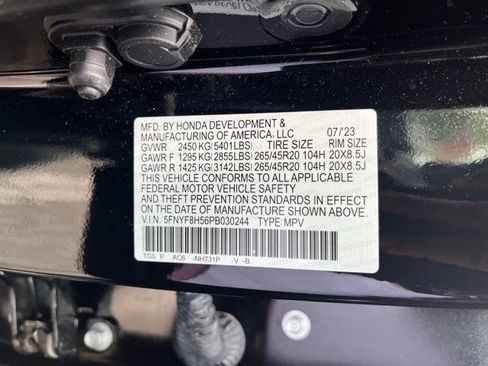 MFD. BY HONDA DEVELOPMENT &
MANUFACTURING OF AMERICA, LLC 07/23
GVWR 2450 KG(5401LBS) TIRE SIZE RIM SIZE
GAWR F 1295 KG(2855LBS) 265/45R20 104H 20X8.5J
GAWR R 1425 KG(3142LBS) 265/45R20 104H 20X8.5J
THIS VEHICLE CONFORMS TO ALL APPLICABLE
FEDERAL MOTOR VEHICLE SAFETY
AND THEFT PREVENTION STANDARDS IN EFFECT
ON THE DATE OF MANUFACTURE SHOWN ABOVE.
V.I.N. 5FNYF8H56PB030244 TYPE: MPV
TG5 P AC6 -NH731P -V -B